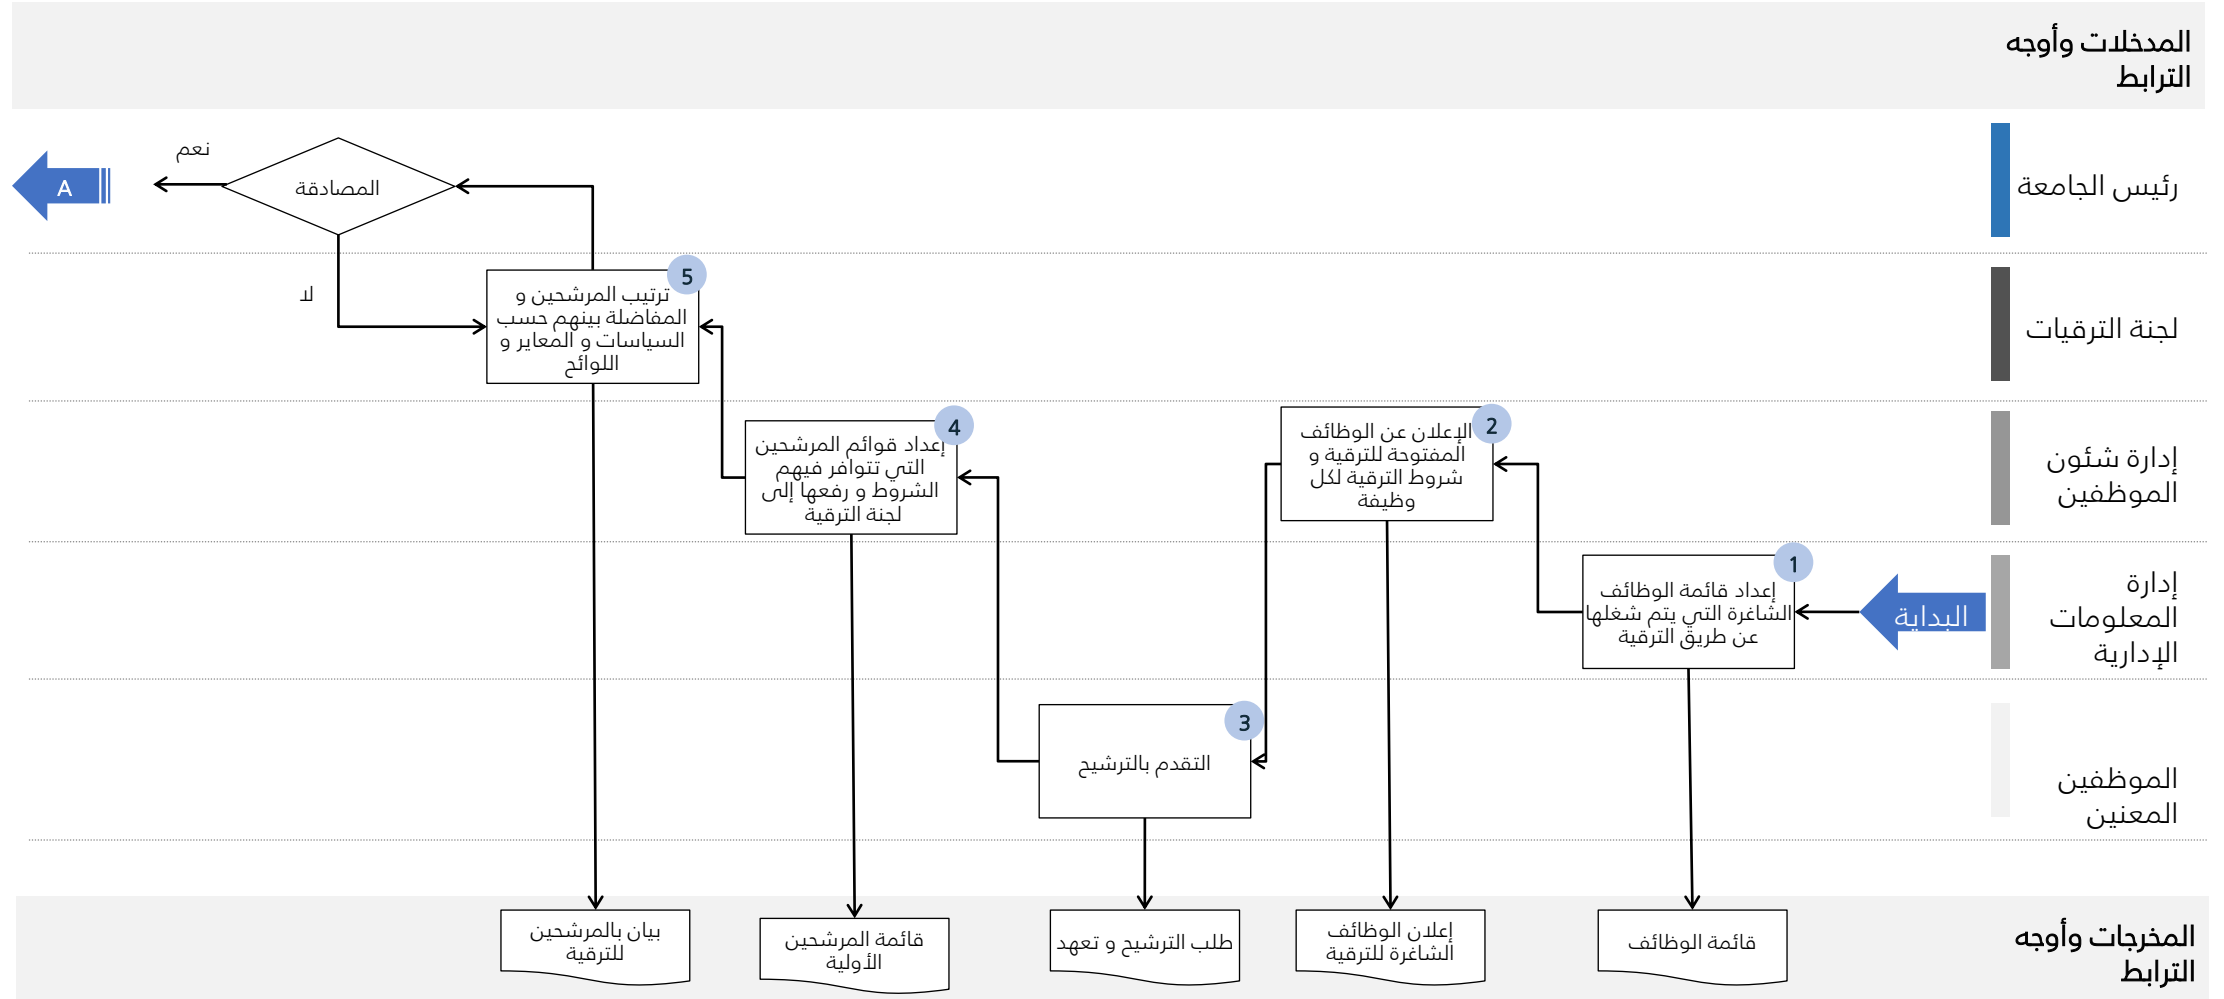 المدخلات وأوجه
الترابط
رئيس الجامعة
المصادقة
نعم
A
لا
لجنة الترقيات
5
ترتيب المرشحين و
المفاضلة بينهم حسب
السياسات و المعاير و
اللوائح
إدارة شئون
الموظفين
2
الإعلان عن الوظائف
المفتوحة للترقية و
شروط الترقية لكل
وظيفة
4
إعداد قوائم المرشحين
التي تتوافر فيهم
الشروط و رفعها إلى
لجنة الترقية
إدارة
المعلومات
الإدارية
البداية
1
إعداد قائمة الوظائف
الشاغرة التي يتم شغلها
عن طريق الترقية
الموظفين
المعنين
3
التقدم بالترشيح
المخرجات وأوجه
الترابط
قائمة الوظائف
إعلان الوظائف
الشاغرة للترقية
طلب الترشيح و تعهد
قائمة المرشحين
الأولية
بيان بالمرشحين
للترقية